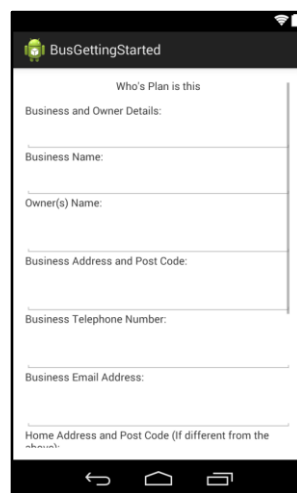 BusGettingStarted
Who's Plan is this
Business and Owner Details:
Business Name:
Owner(s) Name:
Business Address and Post Code:
Business Telephone Number:
Business Email Address:
Home Address and Post Code (If different from the
above):